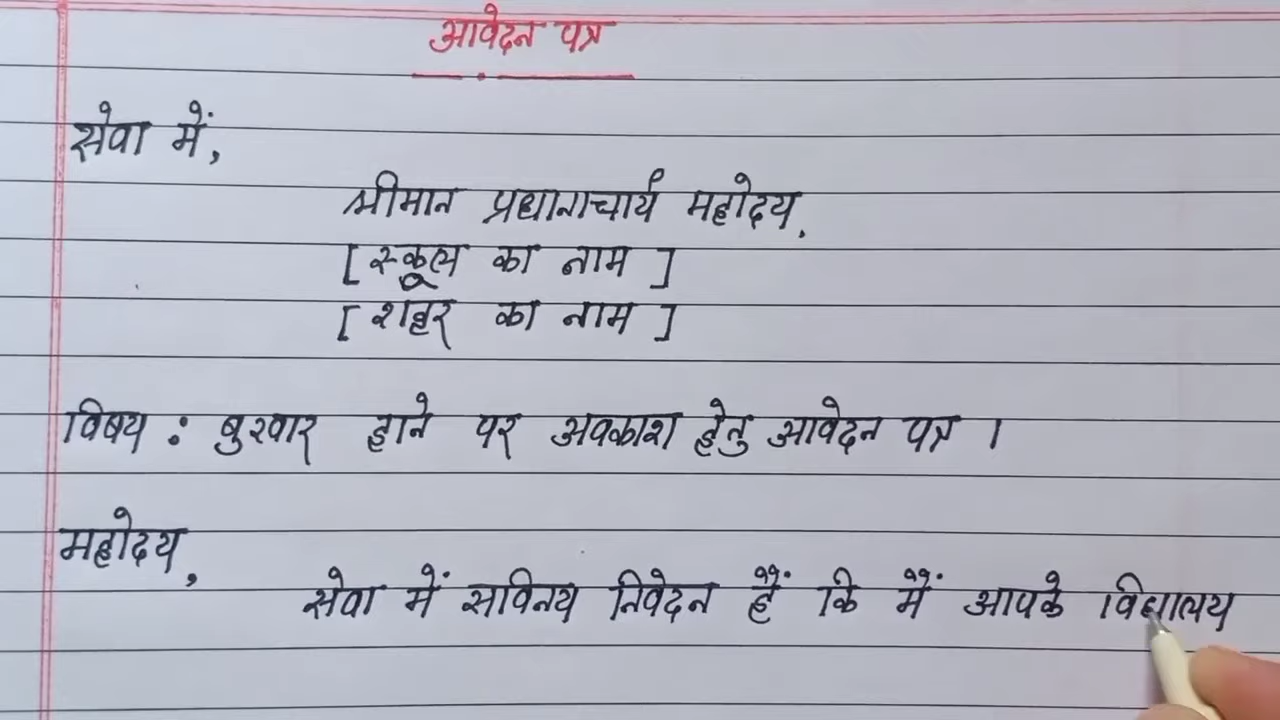 आवेदन पत्र
सेवा में,
श्रीमान प्रधानाचार्य महोदय,
[ स्कूल का नाम ]
[ शहर का नाम ]
विषय : बुखार होने पर अवकाश हेतु आवेदन पत्र ।
महोदय,
सेवा में सविनय निवेदन हैं कि मैं आपके विद्यालय